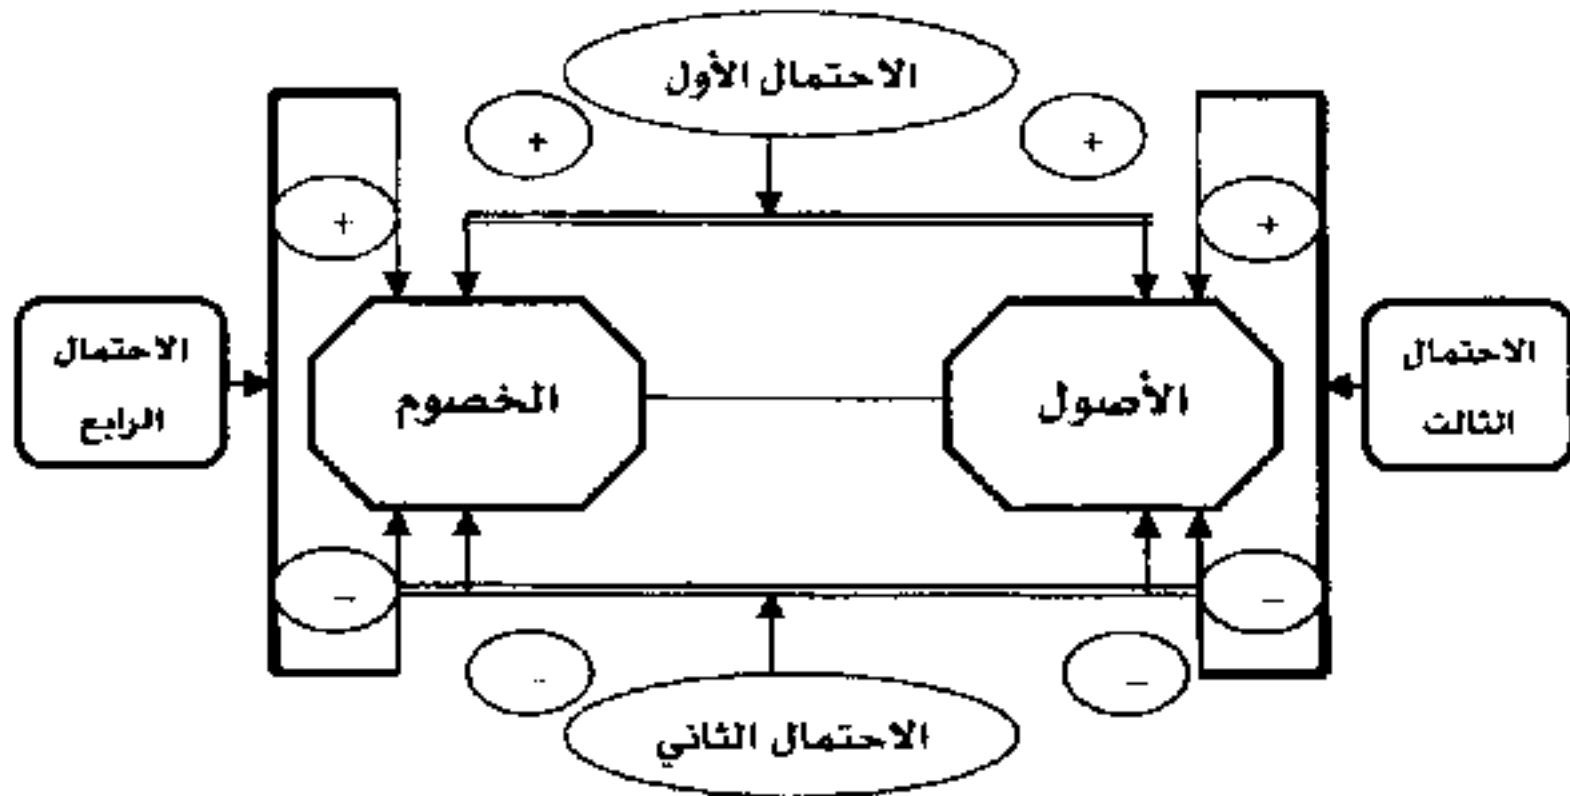 الاحتمال الأول
+
+
+
+
الاحتمال
الثالث
الأصول
الخصوم
الاحتمال
الرابع
–
–
–
–
الاحتمال الثاني